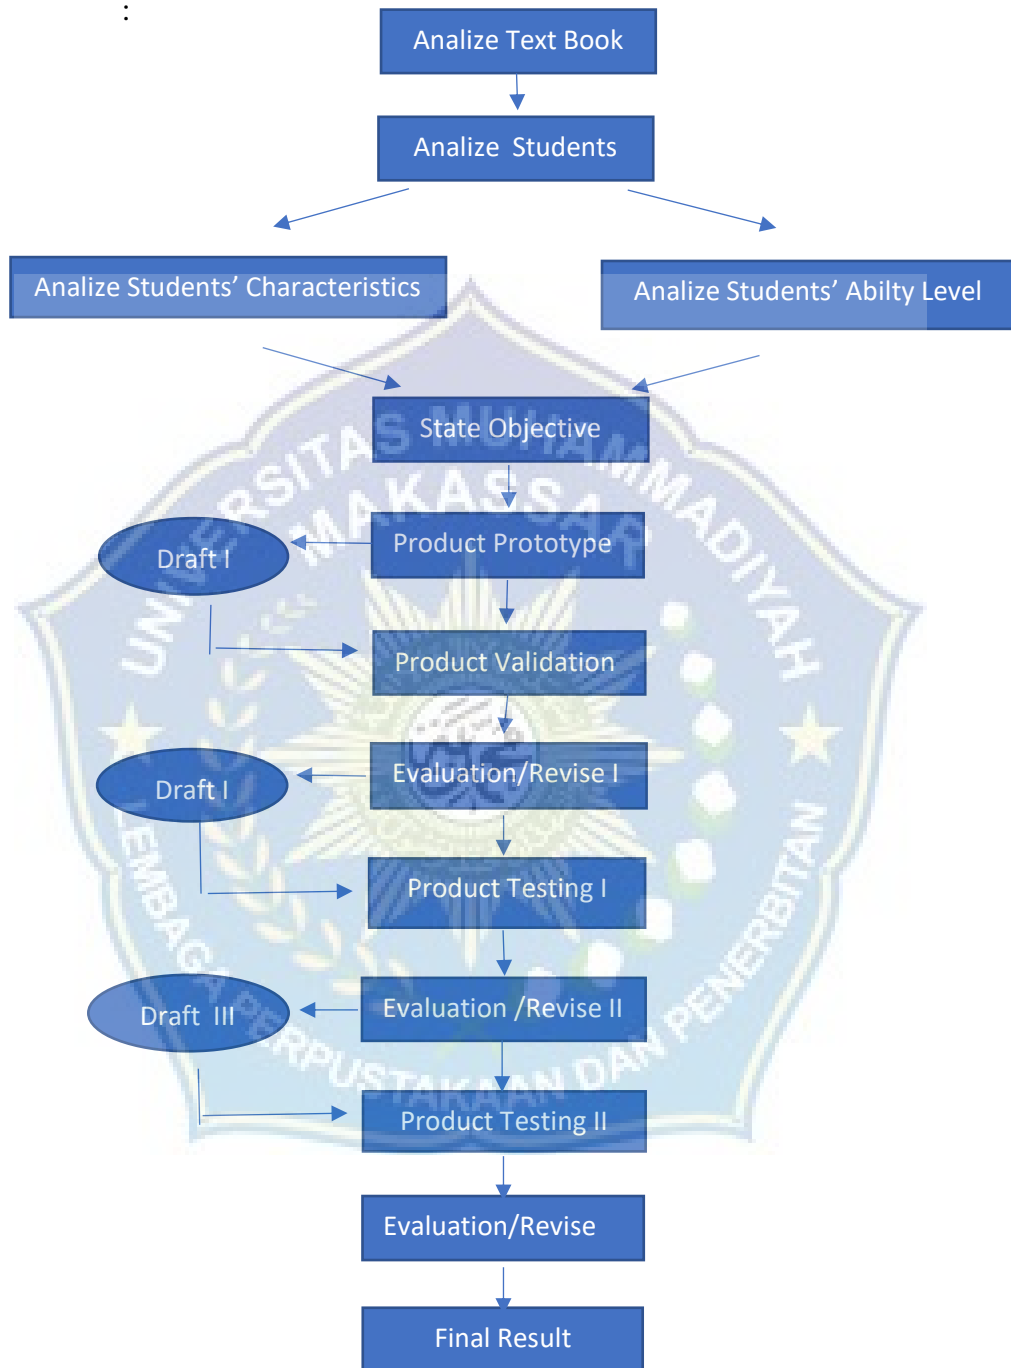 :
Analize Text Book
Analize Students
Analize Students’ Characteristics
Analize Students’ Abilty Level
State Objective
Product Prototype
Draft I
Product Validation
Evaluation/Revise I
Draft I
Product Testing I
Evaluation /Revise II
Draft III
Product Testing II
Evaluation/Revise
Final Result
UNIVERSITAS MUHAMMADIYAH
MAKASSAR
LEMBAGA PERPUSTAKAAN DAN PENERBITAN